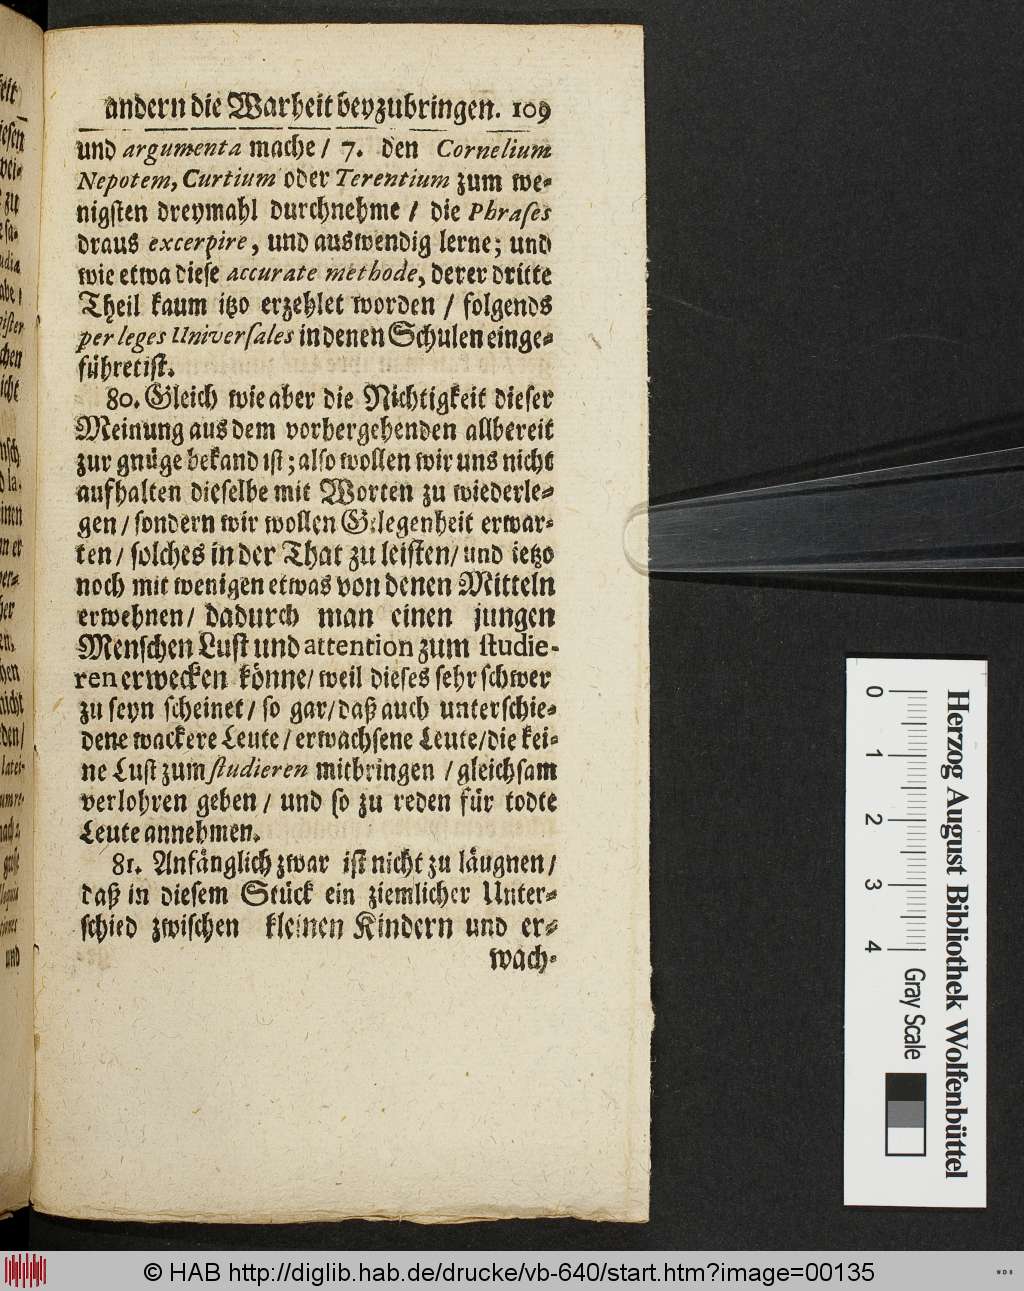 andern die Warheit beyzubringen. 109
und argumenta mache / 7. den Cornelium
Nepotem, Curtium oder Terentium zum we-
nigsten dreymahl durchnehme / die Phrases
draus excerpire, und auswendig lerne; und
wie etwa diese accurate methode, derer dritte
Theil kaum itzo erzehlet worden / folgends
per leges Universales in denen Schulen einge-
führet ist.
80. Gleich wie aber die Nichtigkeit dieser
Meinung aus dem vorhergehenden allbereit
zur gnüge bekand ist; also wollen wir uns nicht
aufhalten dieselbe mit Worten zu wiederle-
gen / sondern wir wollen Gelegenheit erwar-
ten / solches in der That zu leisten / und ietzo
noch mit wenigen etwas von denen Mitteln
erwehnen / dadurch man einen jungen
Menschen Lust und attention zum studie-
ren erwecken könne / weil dieses sehr schwer
zu seyn scheinet / so gar / daß auch unterschie-
dene wackere Leute / erwachsene Leute / die kei-
ne Lust zum studieren mitbringen / gleichsam
verlohren geben / und so zu reden für todte
Leute annehmen.
81. Anfänglich zwar ist nicht zu läugnen /
daß in diesem Stück ein ziemlicher Unter-
schied zwischen kleinen Kindern und er-
wach-
0 1 2 3 4 Gray Scale
Herzog August Bibliothek Wolfenbüttel
© HAB http://diglib.hab.de/drucke/vb-640/start.htm?image=00135